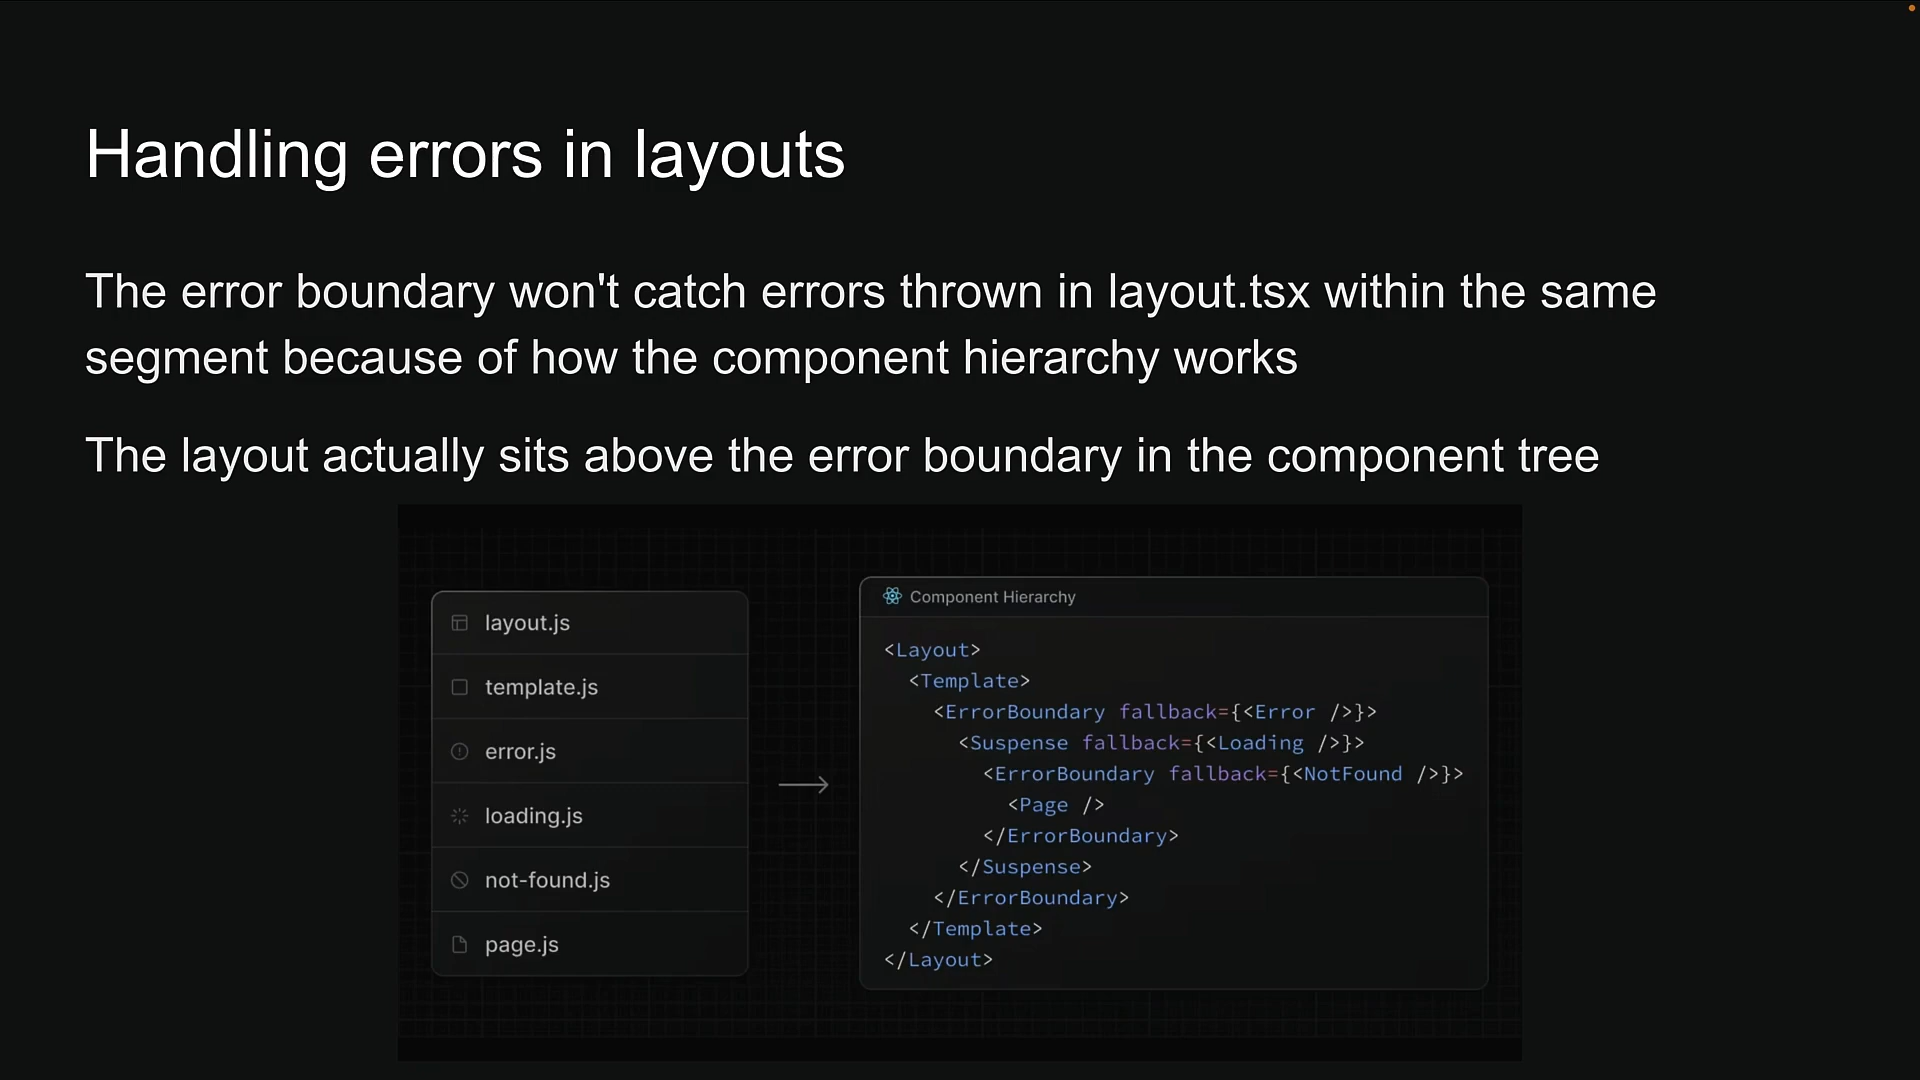 Handling errors in layouts
The error boundary won't catch errors thrown in layout.tsx within the same
segment because of how the component hierarchy works
The layout actually sits above the error boundary in the component tree
layout.js
template.js
error.js
loading.js
not-found.js
page.js
Component Hierarchy
<Layout>
<Template>
<ErrorBoundary fallback={<Error />}>
<Suspense fallback={<Loading />}>
<ErrorBoundary fallback={<NotFound />}>
<Page />
</ErrorBoundary>
</Suspense>
</ErrorBoundary>
</Template>
</Layout>